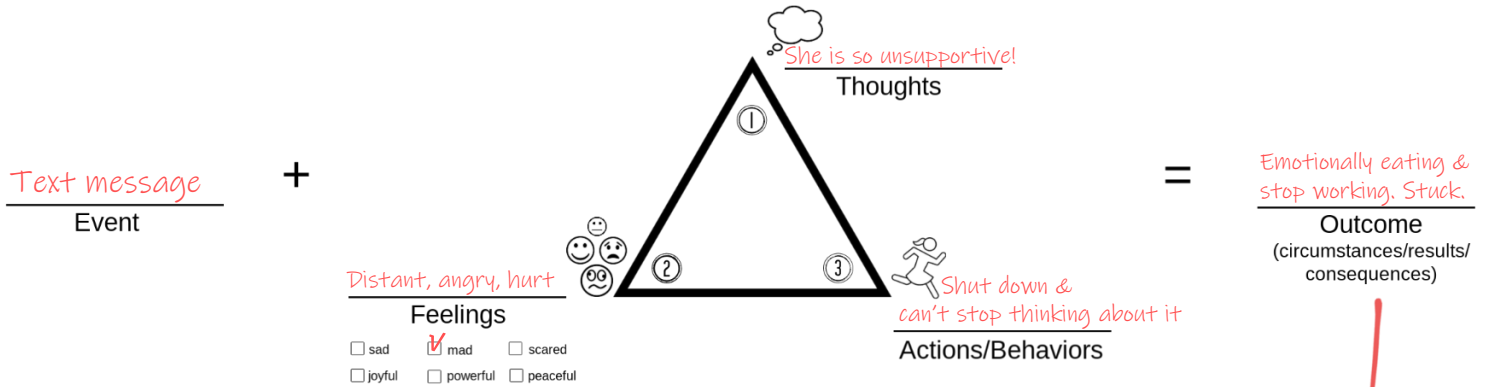 She is so unsupportive!
Thoughts
1
Text message
Event
+
=
Emotionally eating &
stop working. Stuck.
Outcome
(circumstances/results/
consequences)
2
3
Distant, angry, hurt
Feelings
sad mad scared
joyful powerful peaceful
Shut down &
can't stop thinking about it
Actions/Behaviors